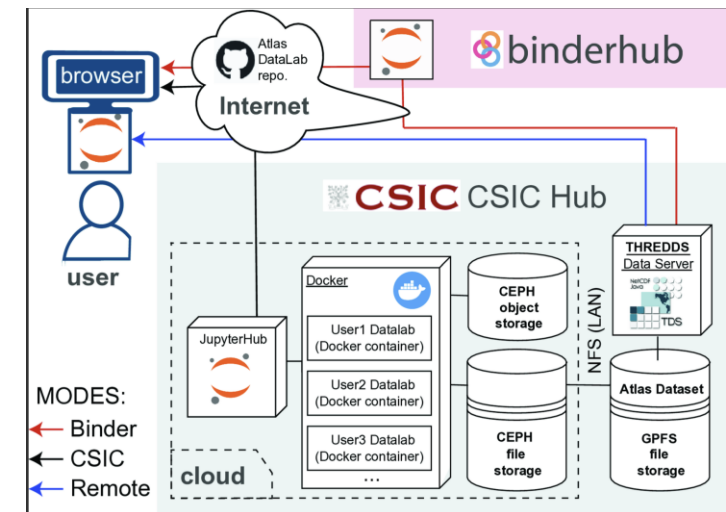 browser
Atlas
DataLab
repo.
Internet
binderhub
CSIC CSIC Hub
user
THREDDS
Data Server
NetCDF
Java
TDS
Docker
CEPH
object
storage
NFS (LAN)
JupyterHub
User1 Datalab
(Docker container)
User2 Datalab
(Docker container)
User3 Datalab
(Docker container)
...
CEPH
file
storage
Atlas Dataset
GPFS
file
storage
cloud
MODES:
Binder
CSIC
Remote